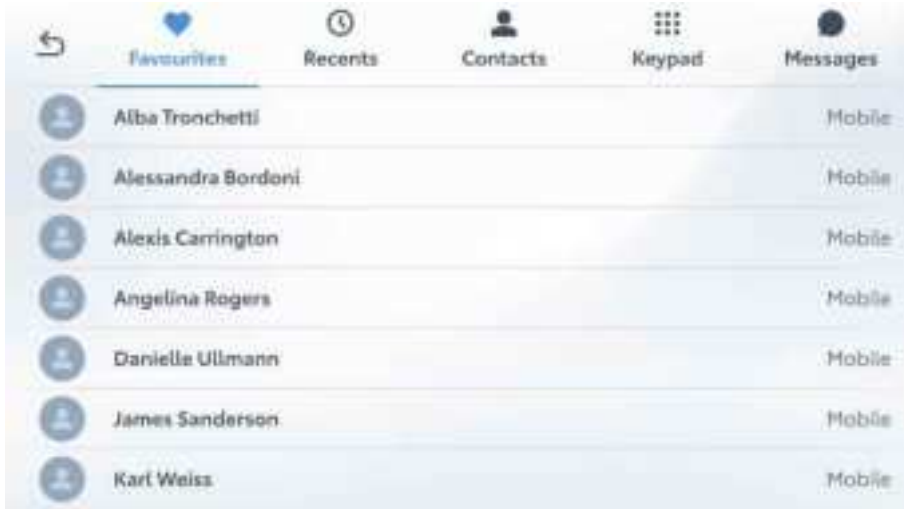 Favourites Recents Contacts Keypad Messages
Alba Tronchetti Mobile
Alessandra Bordoni Mobile
Alexis Carrington Mobile
Angelina Rogers Mobile
Danielle Ullmann Mobile
James Sanderson Mobile
Karl Weiss Mobile